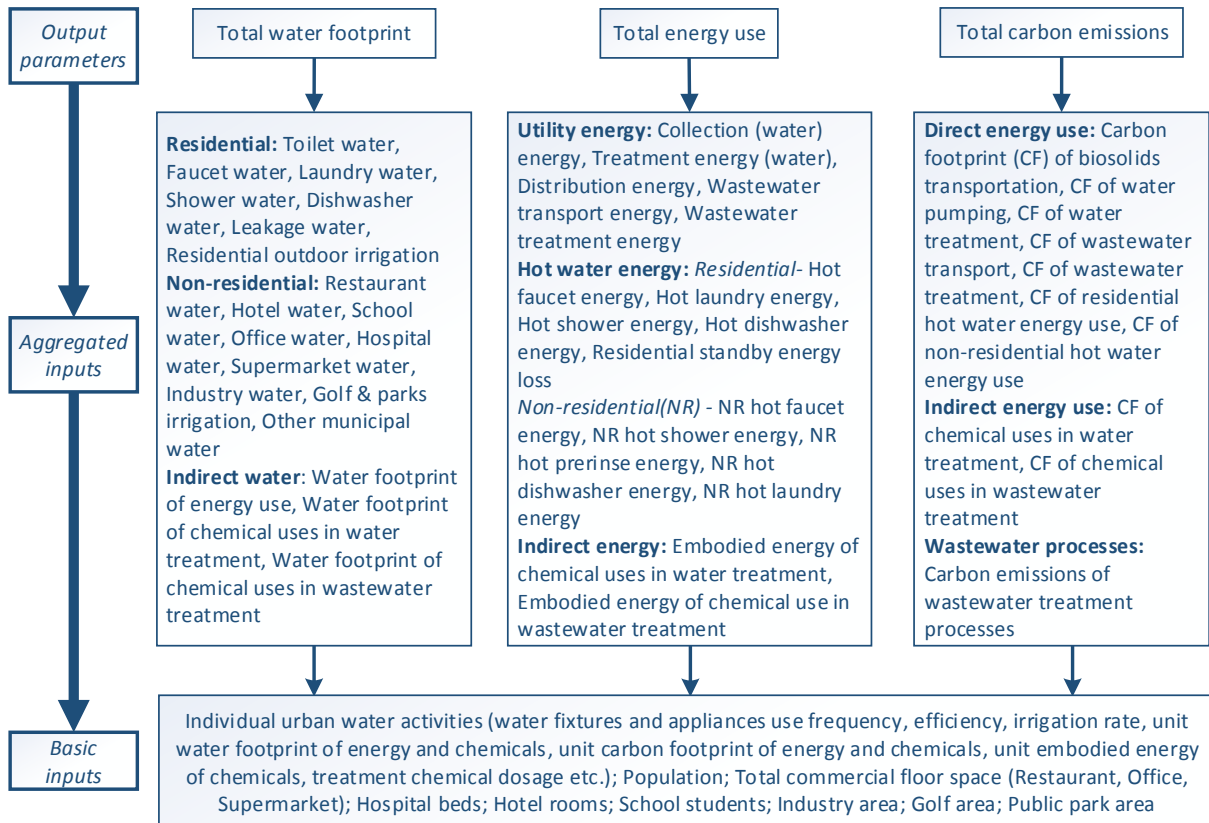 Output
parameters
Total water footprint
Total energy use
Total carbon emissions
Residential: Toilet water,
Faucet water, Laundry water,
Shower water, Dishwasher
water, Leakage water,
Residential outdoor irrigation
Non-residential: Restaurant
water, Hotel water, School
water, Office water, Hospital
water, Supermarket water,
Industry water, Golf & parks
irrigation, Other municipal
water
Indirect water: Water footprint
of energy use, Water footprint
of chemical uses in water
treatment, Water footprint of
chemical uses in wastewater
treatment
Utility energy: Collection (water)
energy, Treatment energy (water),
Distribution energy, Wastewater
transport energy, Wastewater
treatment energy
Hot water energy: Residential- Hot
faucet energy, Hot laundry energy,
Hot shower energy, Hot dishwasher
energy, Residential standby energy
loss
Non-residential(NR) - NR hot faucet
energy, NR hot shower energy, NR
hot prerinse energy, NR hot
dishwasher energy, NR hot laundry
energy
Indirect energy: Embodied energy of
chemical uses in water treatment,
Embodied energy of chemical use in
wastewater treatment
Direct energy use: Carbon
footprint (CF) of biosolids
transportation, CF of water
pumping, CF of water
treatment, CF of wastewater
transport, CF of wastewater
treatment, CF of residential
hot water energy use, CF of
non-residential hot water
energy use
Indirect energy use: CF of
chemical uses in water
treatment, CF of chemical
uses in wastewater
treatment
Wastewater processes:
Carbon emissions of
wastewater treatment
processes
Aggregated
inputs
Basic
inputs
Individual urban water activities (water fixtures and appliances use frequency, efficiency, irrigation rate, unit
water footprint of energy and chemicals, unit carbon footprint of energy and chemicals, unit embodied energy
of chemicals, treatment chemical dosage etc.); Population; Total commercial floor space (Restaurant, Office,
Supermarket); Hospital beds; Hotel rooms; School students; Industry area; Golf area; Public park area